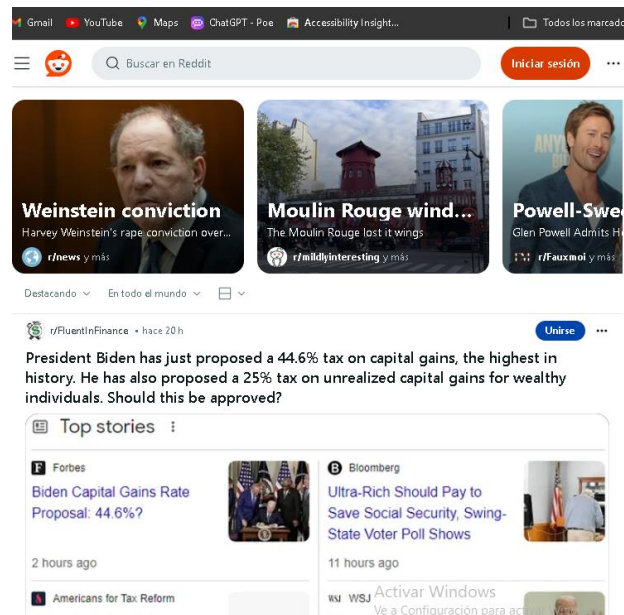 Gmail YouTube Maps ChatGPT - Poe Accessibility Insight... Todos los marcado
Buscar en Reddit Iniciar sesión ...
Weinstein conviction
Harvey Weinstein's rape conviction over...
r/news y más
Moulin Rouge wind...
The Moulin Rouge lost it wings
r/mildlyinteresting y más
ANY
Powell-Swe
Glen Powell Admits H
r/Fauxmoi y más
Destacando En todo el mundo
r/FluentInFinance • hace 20 h Unirse ...
President Biden has just proposed a 44.6% tax on capital gains, the highest in
history. He has also proposed a 25% tax on unrealized capital gains for wealthy
individuals. Should this be approved?
Top stories
Forbes
Biden Capital Gains Rate
Proposal: 44.6%?
2 hours ago
Bloomberg
Ultra-Rich Should Pay to
Save Social Security, Swing-
State Voter Poll Shows
11 hours ago
Americans for Tax Reform
WSJ WSJ
Activar Windows
Ve a Configuración para